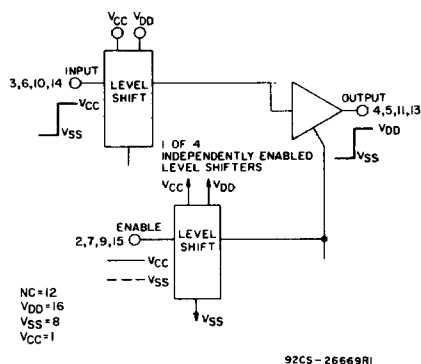 VCC VDD
INPUT
3,6,10,14
LEVEL
SHIFT
VCC
VSS
OUTPUT
4,5,11,13
VDD
VSS
1 OF 4
INDEPENDENTLY ENABLED
LEVEL SHIFTERS
VCC VDD
ENABLE
2,7,9,15
LEVEL
SHIFT
VCC
VSS
VSS
NC=12
VDD=16
VSS=8
VCC=1
92CS-26669R1